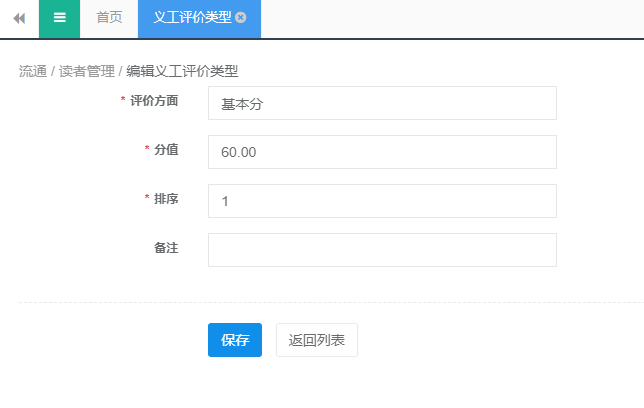 首页
义工评价类型
流通 / 读者管理 / 编辑义工评价类型
* 评价方面
基本分
* 分值
60.00
* 排序
1
备注
保存
返回列表